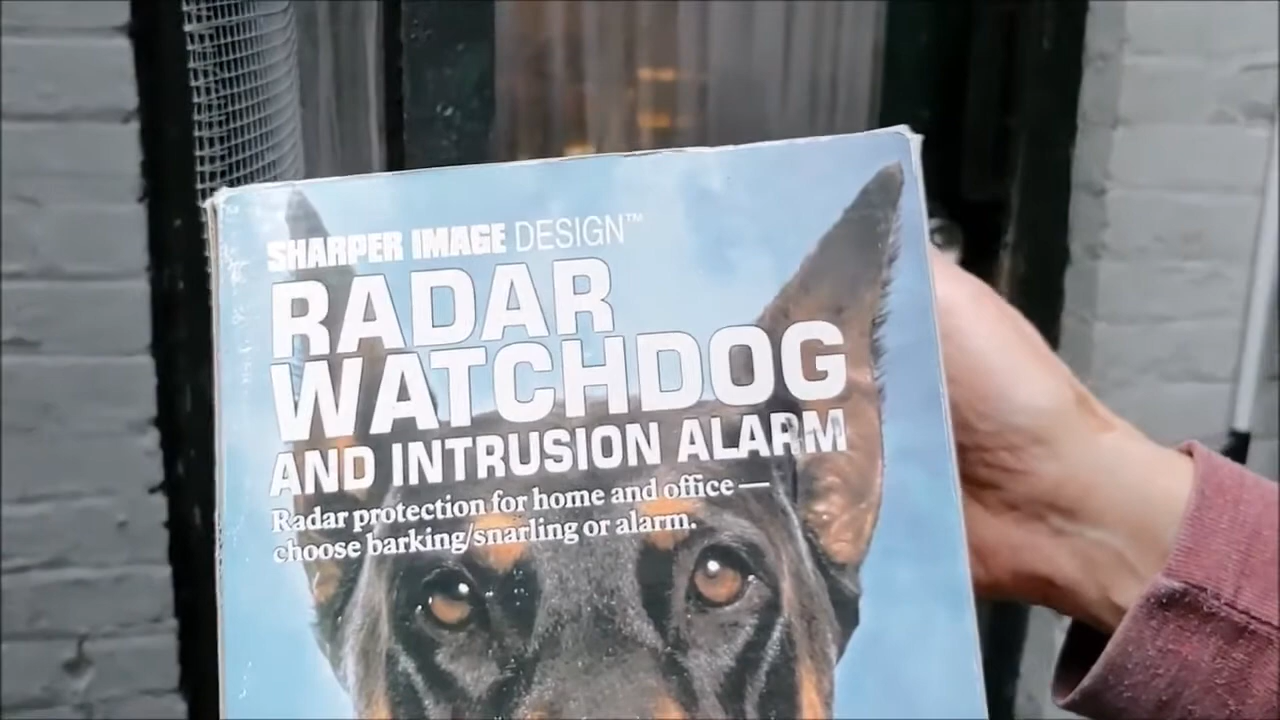 SHARPER IMAGE DESIGN™
RADAR
WATCHDOG
AND INTRUSION ALARM
Radar protection for home and office —
choose barking/snarling or alarm.